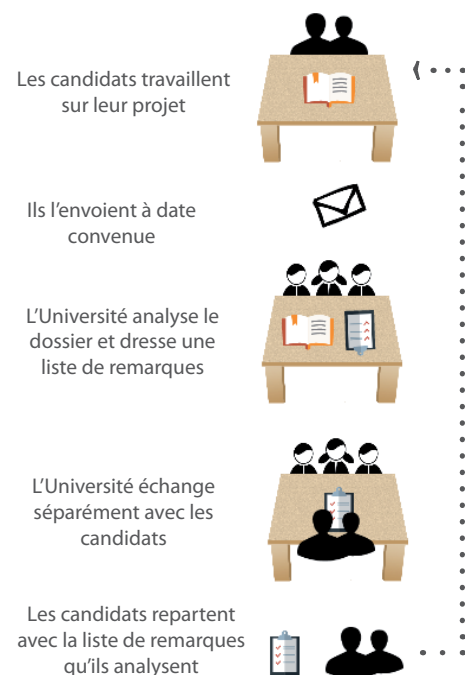 Les candidats travaillent
sur leur projet
Ils l'envoient à date
convenue
L'Université analyse le
dossier et dresse une
liste de remarques
L'Université échange
séparément avec les
candidats
Les candidats repartent
avec la liste de remarques
qu'ils analysent